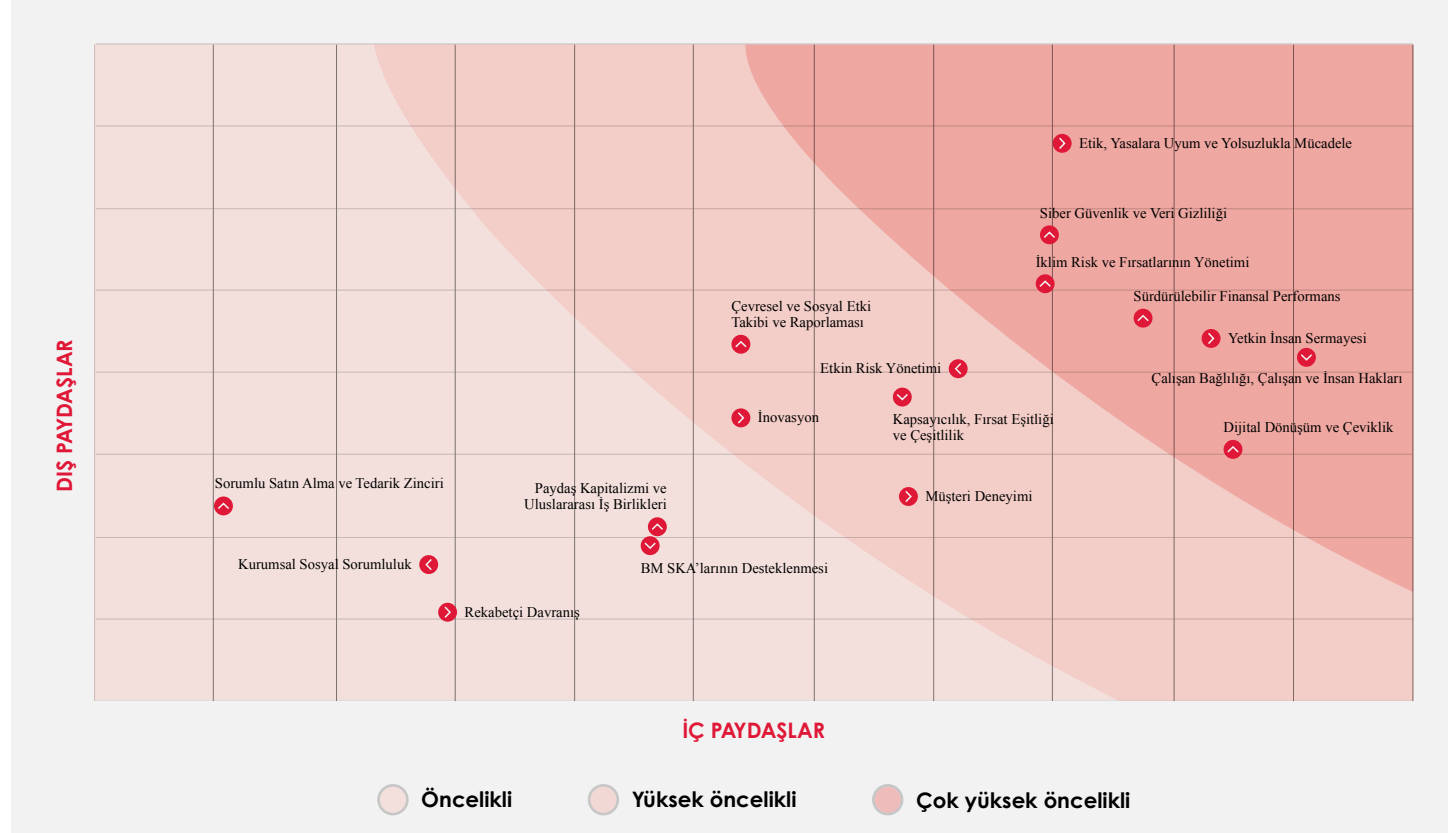 Etik, Yasalara Uyum ve Yolsuzlukla Mücadele
Siber Güvenlik ve Veri Gizliliği
İklim Risk ve Fırsatlarının Yönetimi
Sürdürülebilir Finansal Performans
Çevresel ve Sosyal Etki
Takibi ve Raporlaması
Yetkin İnsan Sermayesi
Etkin Risk Yönetimi
Çalışan Bağlılığı, Çalışan ve İnsan Hakları
İnovasyon
Kapsayıcılık, Fırsat Eşitliği
ve Çeşitlilik
Dijital Dönüşüm ve Çeviklik
DIŞ PAYDAŞLAR
Sorumlu Satın Alma ve Tedarik Zinciri
Paydaş Kapitalizmi ve
Uluslararası İş Birlikleri
Müşteri Deneyimi
Kurumsal Sosyal Sorumluluk
BM SKA’larının Desteklenmesi
Rekabetçi Davranış
İÇ PAYDAŞLAR
Öncelikli
Yüksek öncelikli
Çok yüksek öncelikli